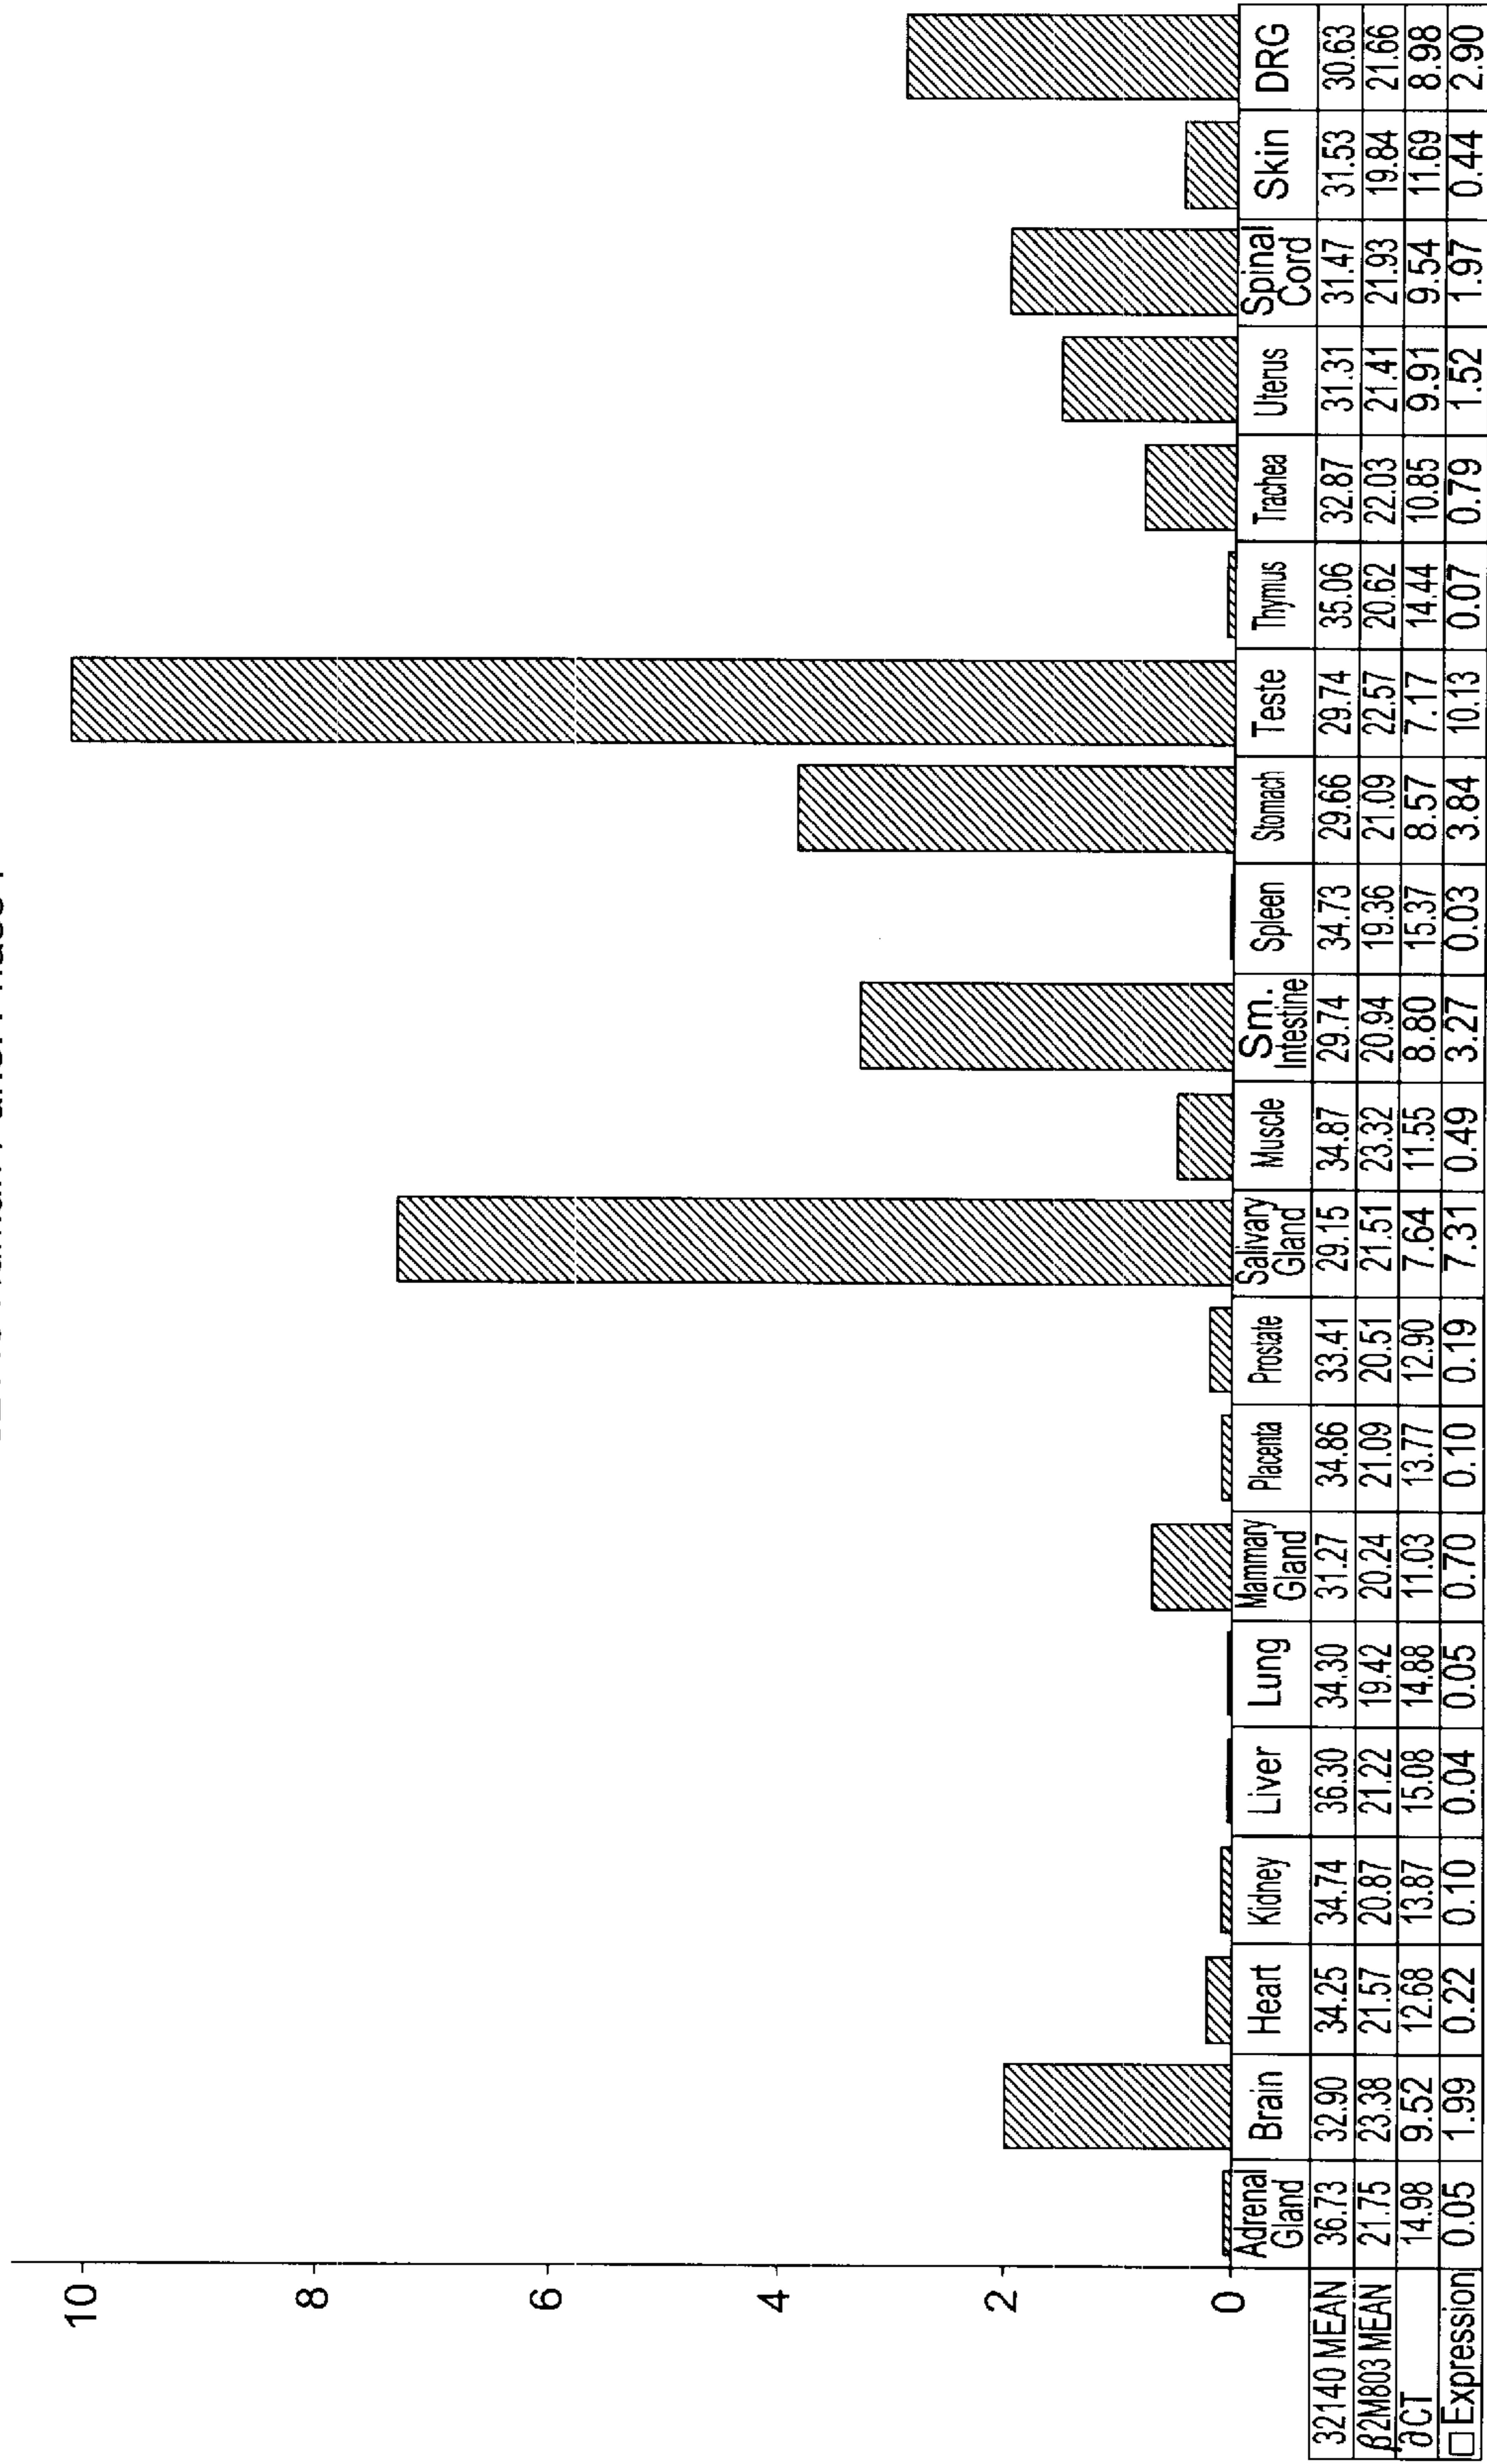 10
8
6
4
2
0
Adrenal Gland Brain Heart Kidney Liver Lung Mammary Gland Placenta Prostate Salivary Gland Muscle Sm. Intestine Spleen Stomach Teste Thymus Trachea Uterus Spinal Cord Skin DRG
32140 MEAN 36.73 32.90 34.25 34.74 36.30 34.30 31.27 34.86 33.41 29.15 34.87 29.74 34.73 29.66 29.74 35.06 32.87 31.31 31.47 31.53 30.63
β2M803 MEAN 21.75 23.38 21.57 20.87 21.22 19.42 20.24 21.09 20.51 21.51 23.32 20.94 19.36 21.09 22.57 20.62 22.03 21.41 21.93 19.84 21.66
∂CT 14.98 9.52 12.68 13.87 15.08 14.88 11.03 13.77 12.90 7.64 11.55 8.80 15.37 8.57 7.17 14.44 10.85 9.91 9.54 11.69 8.98
Expression 0.05 1.99 0.22 0.10 0.04 0.05 0.70 0.10 0.19 7.31 0.49 3.27 0.03 3.84 10.13 0.07 0.79 1.52 1.97 0.44 2.90